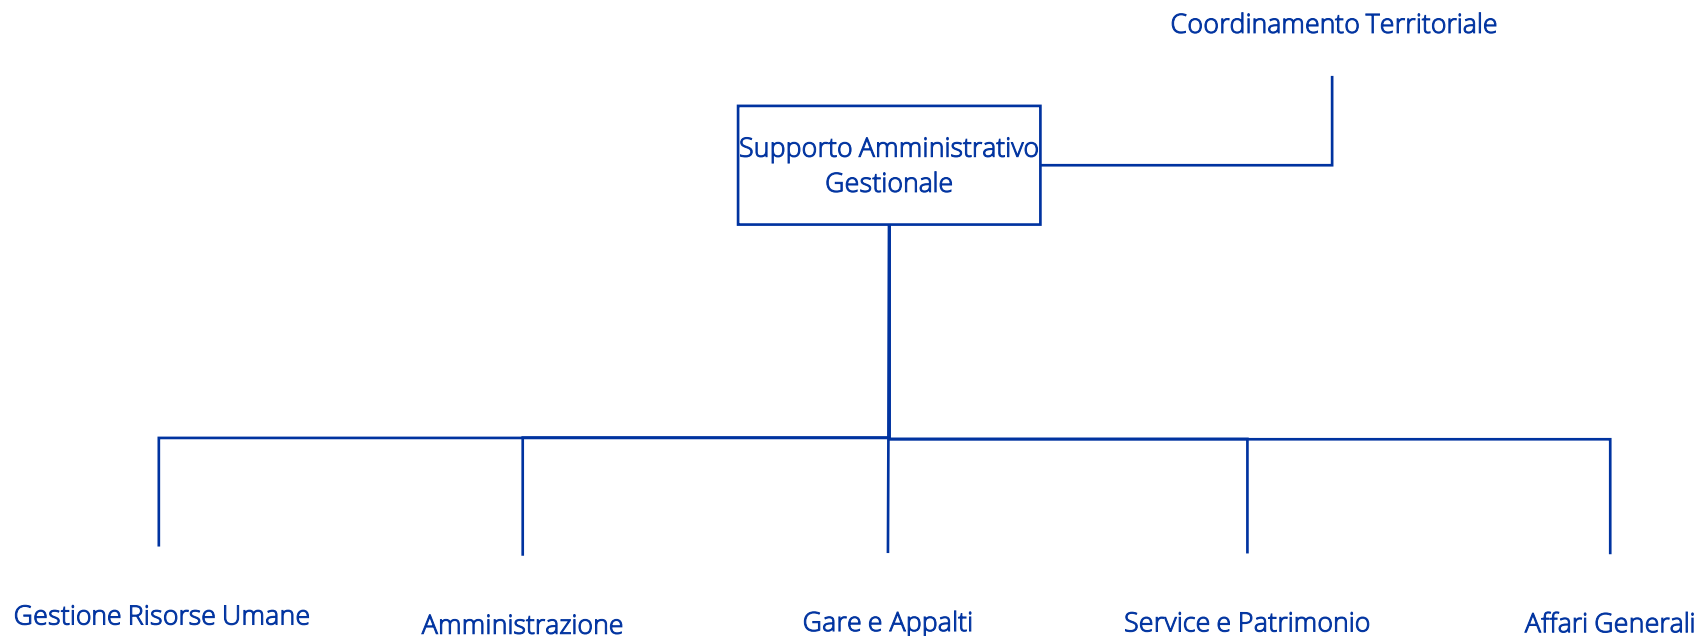 Coordinamento Territoriale
Supporto Amministrativo
Gestionale
Gestione Risorse Umane
Amministrazione
Gare e Appalti
Service e Patrimonio
Affari Generali